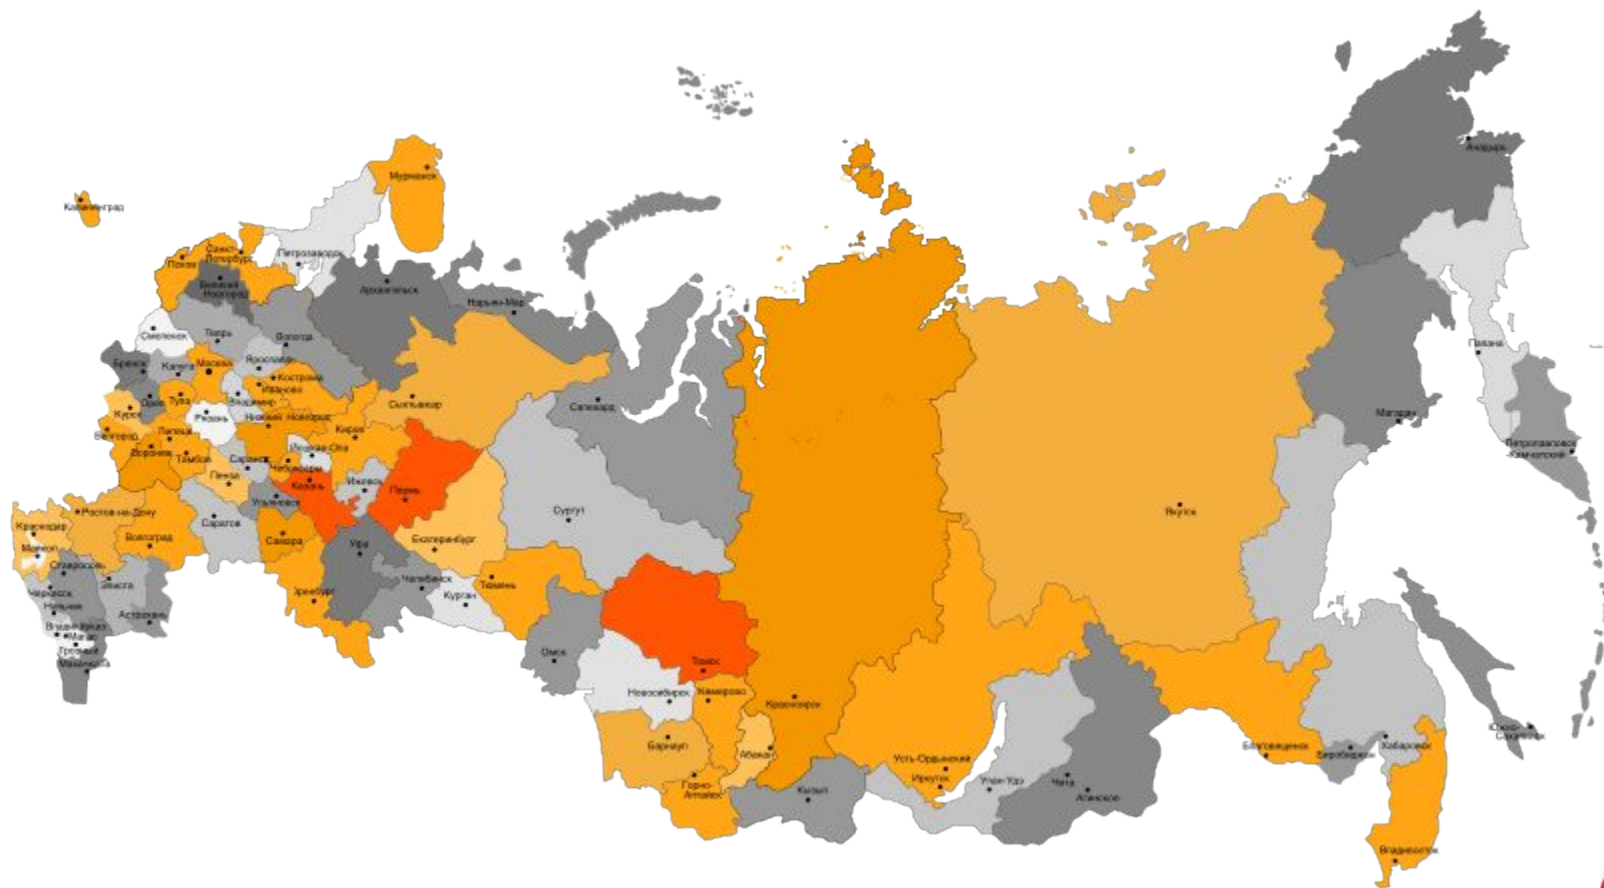 Анадырь
Мурманск
Калининград
Санкт-
Петербург
Псков
Великий
Новгород
Петрозаводск
Архангельск
Нарьян-Мар
Смоленск
Тверь
Вологда
Палана
Брянск
Калуга
Москва
Ярославль
Кострома
Иваново
Владимир
Орел
Тула
Курск
Рязань
Нижний Новгород
Сыктывкар
Салехард
Магадан
Белгород
Липецк
Киров
Воронеж
Тамбов
Саранск
Йошкар-Ола
Чебоксары
Петропавловск
-Камчатский
Пенза
Казань
Ижевск
Пермь
Ульяновск
Краснодар
Ростов-на-Дону
Саратов
Сургут
Якутск
Майкоп
Волгоград
Самара
Уфа
Екатеринбург
Ставрополь
Черкесск
Элиста
Оренбург
Челябинск
Тюмень
Курган
Нальчик
Астрахань
Владикавказ
Магас
Грозный
Махачкала
Омск
Томск
Новосибирск
Кемерово
Красноярск
Барнаул
Абакан
Горно-
Алтайск
Кызыл
Усть-Ордынский
Иркутск
Улан-Удэ
Чита
Агинское
Благовещенск
Биробиджан
Хабаровск
Южно-
Сахалинск
Владивосток